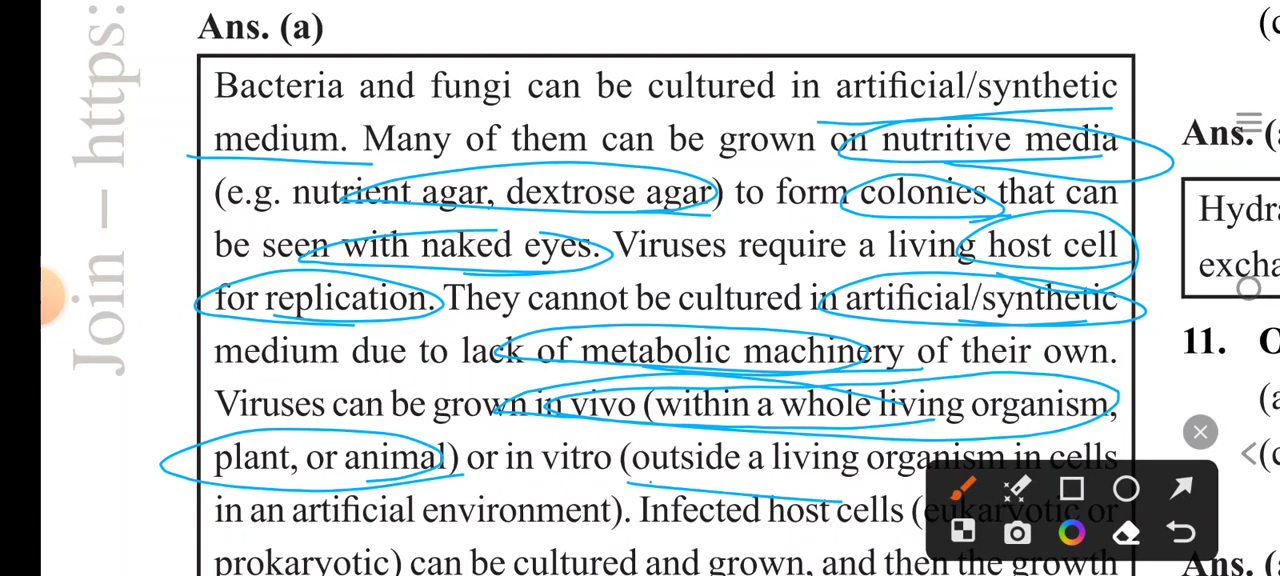 Join – https:
Ans. (a)
Bacteria and fungi can be cultured in artificial/synthetic
medium. Many of them can be grown on nutritive media
(e.g. nutrient agar, dextrose agar) to form colonies that can
be seen with naked eyes. Viruses require a living host cell
for replication. They cannot be cultured in artificial/synthetic
medium due to lack of metabolic machinery of their own.
Viruses can be grown in vivo (within a whole living organism,
plant, or animal) or in vitro (outside a living organism in cells
in an artificial environment). Infected host cells (eukaryotic or
prokaryotic) can be cultured and grown, and then the growth
(c
Ans. (a
Hydr
excha
11.
(a
(c
Ans. (a